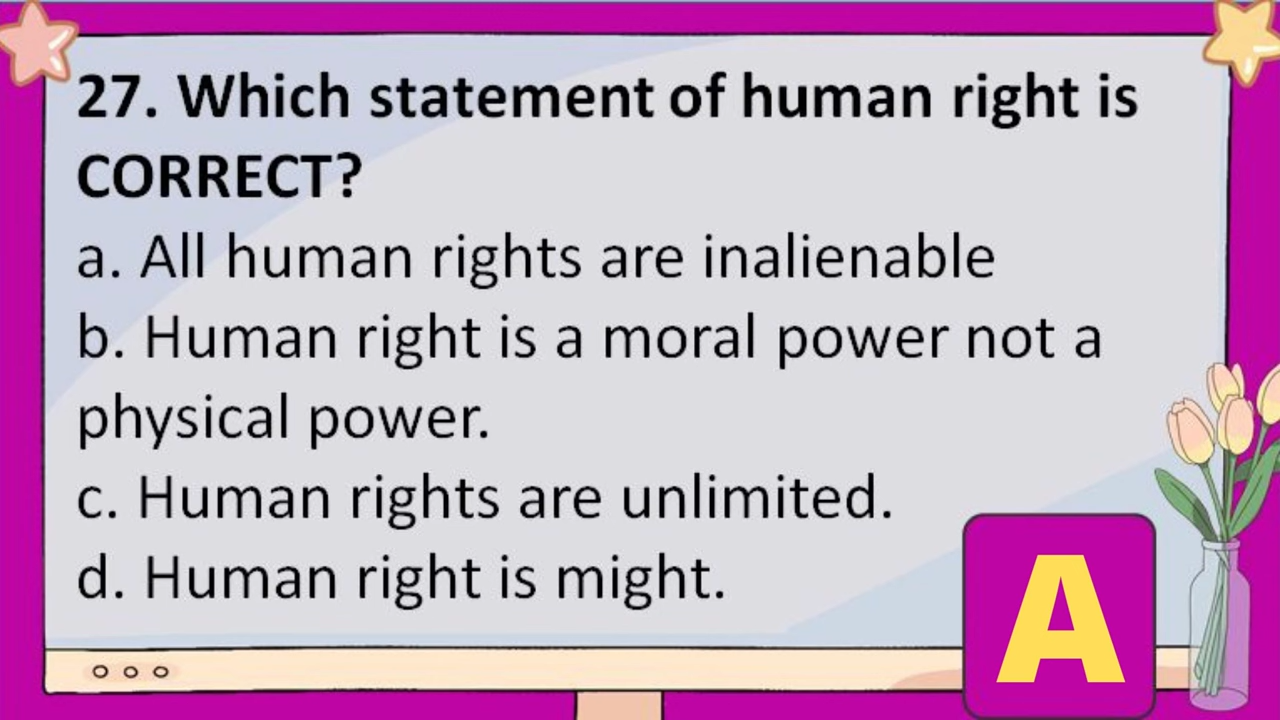 27. Which statement of human right is
CORRECT?
a. All human rights are inalienable
b. Human right is a moral power not a
physical power.
c. Human rights are unlimited.
d. Human right is might.
A